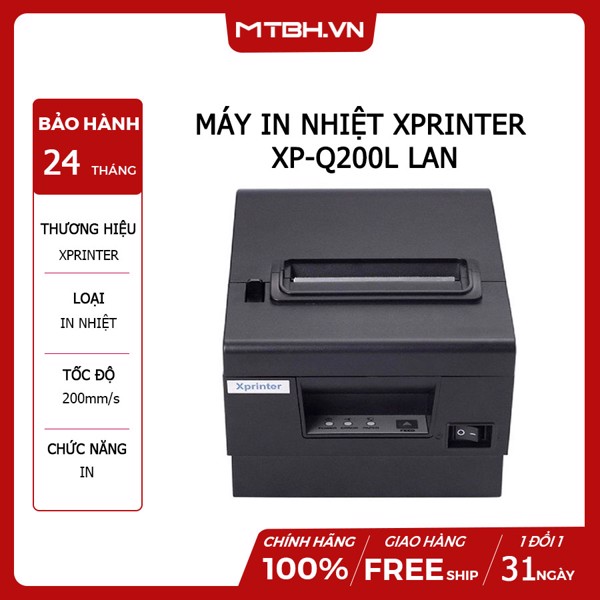 MTBH.VN
BẢO HÀNH
24 THÁNG
THƯƠNG HIỆU
XPRINTER
LOẠI
IN NHIỆT
TỐC ĐỘ
200mm/s
CHỨC NĂNG
IN
MÁY IN NHIỆT XPRINTER
XP-Q200L LAN
Xprinter
FEED
CHÍNH HÃNG
100%
GIAO HÀNG
FREE SHIP
1 ĐỔI 1
31 NGÀY